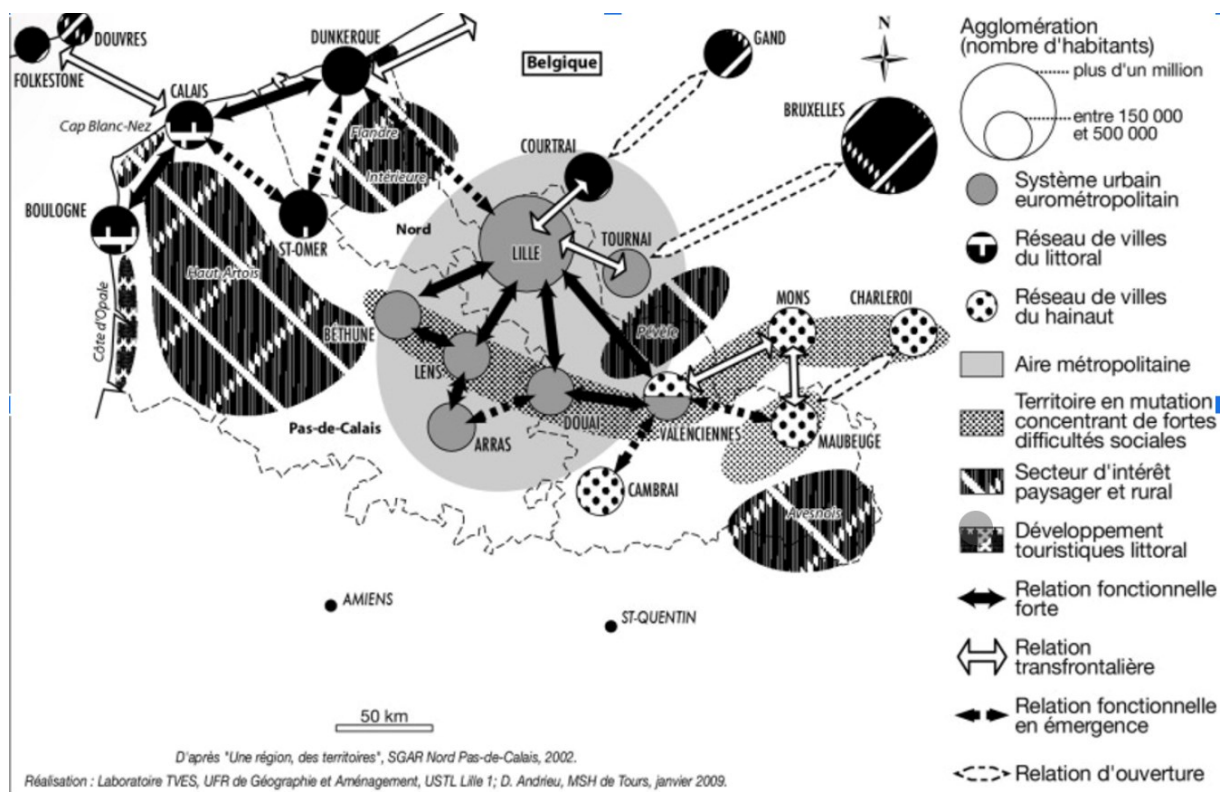 DOUVRES
FOLKESTONE
DUNKERQUE
Belgique
GAND
N
CALAIS
Cap Blanc-Nez
BRUXELLES
Flandre
Intérieure
COURTRAI
BOULOGNE
ST-OMER
Nord
LILLE
TOURNAI
Haut Artois
Côte d'Opale
BÉTHUNE
Pévèle
MONS
CHARLEROI
LENS
Pas-de-Calais
ARRAS
DOUAI
VALENCIENNES
MAUBEUGE
CAMBRAI
Avesnois
AMIENS
ST-QUENTIN
50 km
D'après "Une région, des territoires", SGAR Nord Pas-de-Calais, 2002.
Réalisation : Laboratoire TVES, UFR de Géographie et Aménagement, USTL Lille 1; D. Andrieu, MSH de Tours, janvier 2009.
Agglomération
(nombre d'habitants)
plus d'un million
entre 150 000
et 500 000
Système urbain
eurométropolitain
Réseau de villes
du littoral
Réseau de villes
du hainaut
Aire métropolitaine
Territoire en mutation
concentrant de fortes
difficultés sociales
Secteur d'intérêt
paysager et rural
Développement
touristiques littoral
Relation fonctionnelle
forte
Relation
transfrontalière
Relation fonctionnelle
en émergence
Relation d'ouverture